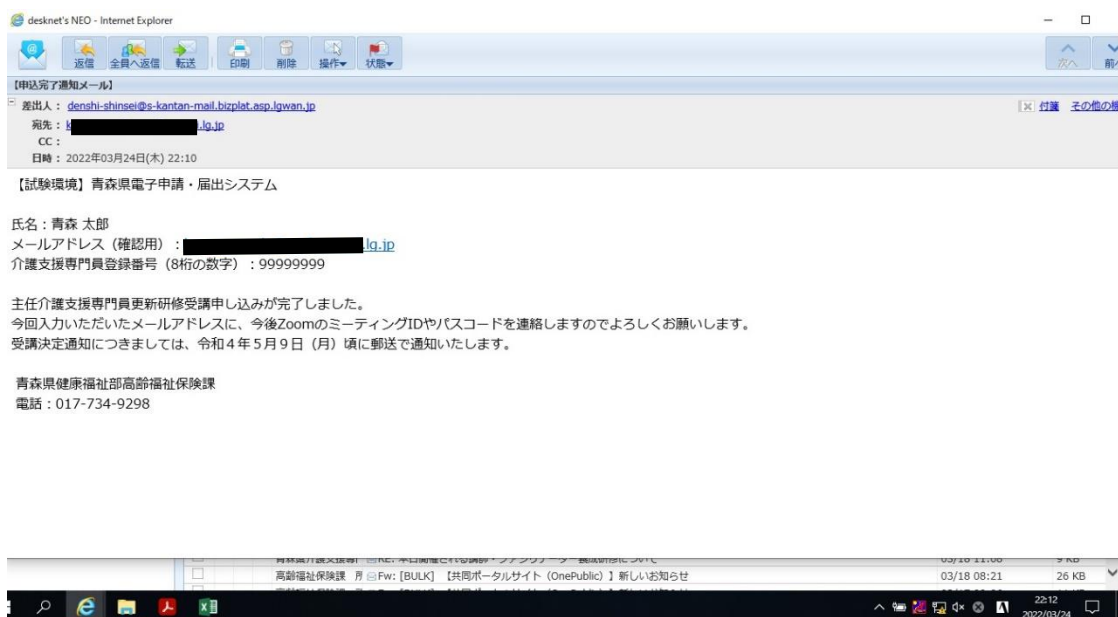 desknet's NEO - Internet Explorer
返信 全員へ返信 転送 印刷 削除 操作▼ 状態▼ 次へ 前へ
【申込完了通知メール】
差出人： denshi-shinsei@s-kantan-mail.bizplat.asp.lgwan.jp 付箋 その他の機
宛先： k .lg.jp
CC：
日時： 2022年03月24日(木) 22:10
【試験環境】青森県電子申請・届出システム
氏名：青森 太郎
メールアドレス（確認用）： .lg.jp
介護支援専門員登録番号（8桁の数字）：99999999
主任介護支援専門員更新研修受講申し込みが完了しました。
今回入力いただいたメールアドレスに、今後ZoomのミーティングIDやパスコードを連絡しますのでよろしくお願いします。
受講決定通知につきましては、令和４年５月９日（月）頃に郵送で通知いたします。
青森県健康福祉部高齢福祉保険課
電話：017-734-9298
高齢福祉保険課 月 Fw: [BULK] 【共同ポータルサイト（OnePublic）】新しいお知らせ 03/18 08:21 26 KB
22:12
2022/03/24